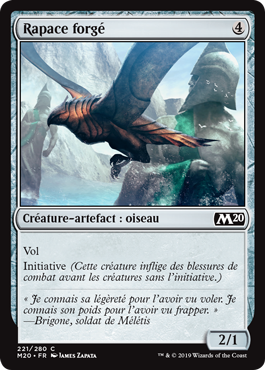 Rapace forgé 4
Créature-artefact : oiseau M20
Vol
Initiative (Cette créature inflige des blessures de
combat avant les créatures sans l'initiative.)
« Je connais sa légèreté pour l'avoir vu voler. Je
connais son poids pour l'avoir vu frapper. »
—Brigone, soldat de Mélétis
2/1
221/280 C
M20 • FR James Zapata
™ & © 2019 Wizards of the Coast